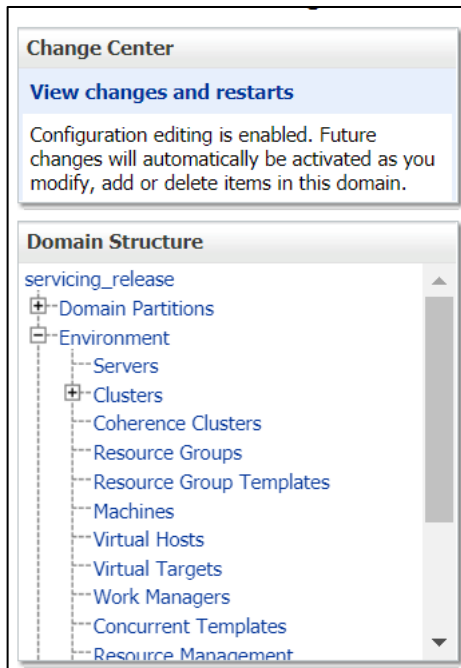 Change Center
View changes and restarts
Configuration editing is enabled. Future
changes will automatically be activated as you
modify, add or delete items in this domain.
Domain Structure
servicing_release
Domain Partitions
Environment
Servers
Clusters
Coherence Clusters
Resource Groups
Resource Group Templates
Machines
Virtual Hosts
Virtual Targets
Work Managers
Concurrent Templates
Resource Management